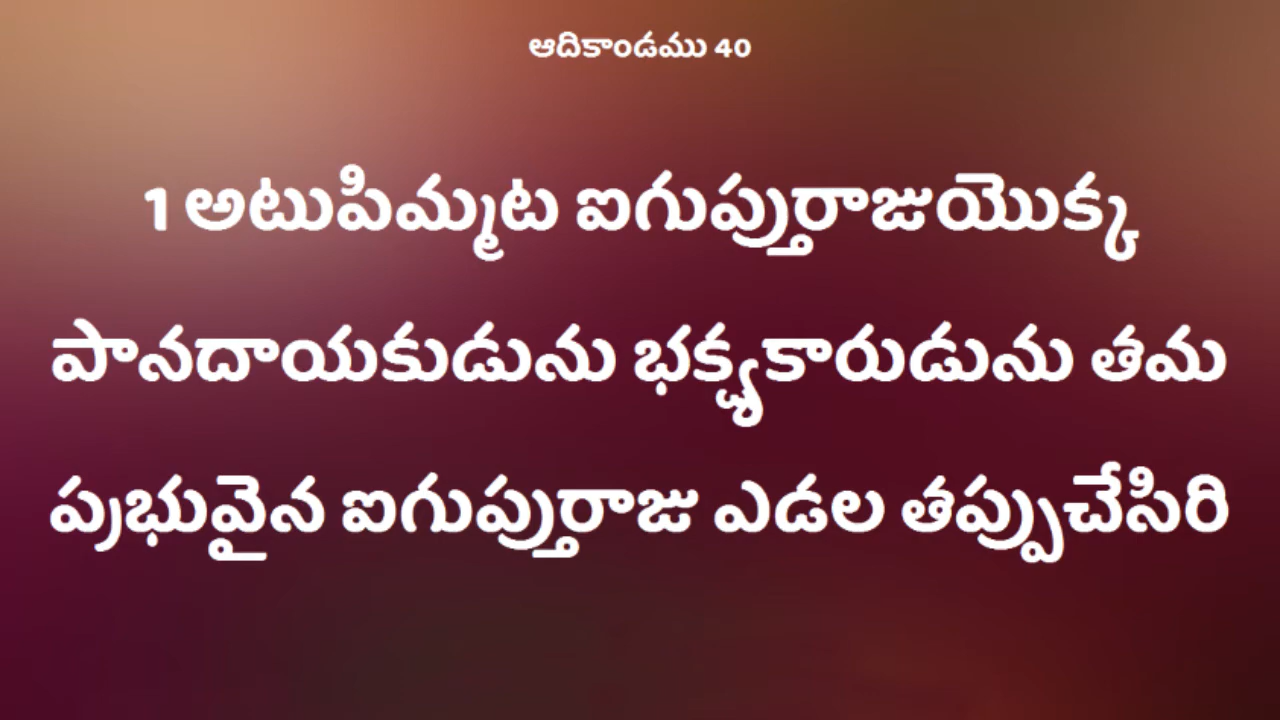 ఆదికాండము 40
1 అటుపిమ్మట ఐగుప్తురాజుయొక్క
పానదాయకుడును భక్ష్యకారుడును తమ
ప్రభువైన ఐగుప్తురాజు ఎడల తప్పుచేసిరి